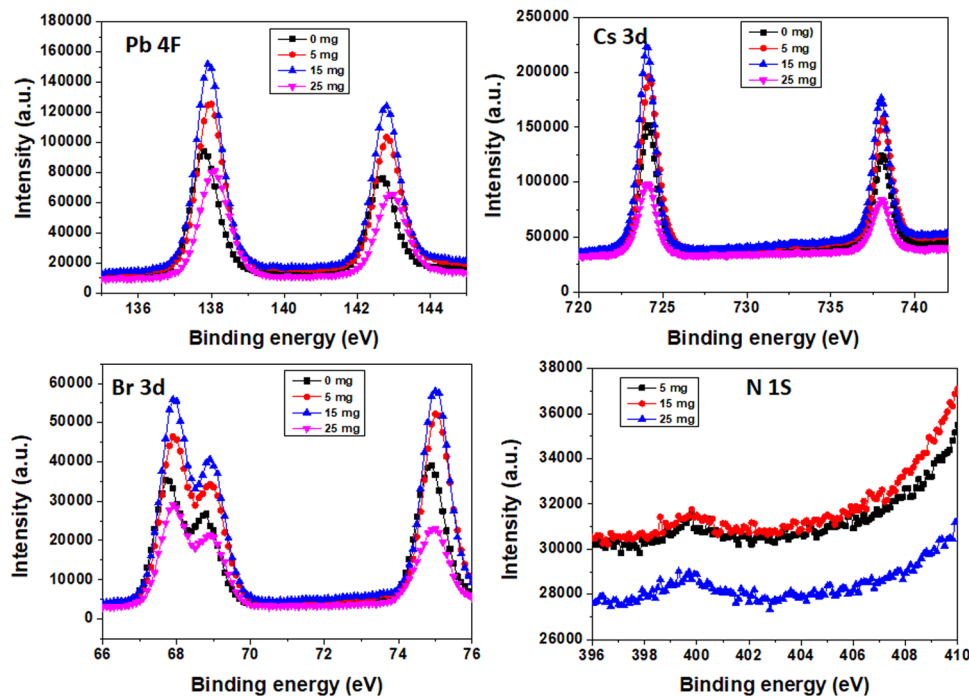 Pb 4F
0 mg
5 mg
15 mg
25 mg
Intensity (a.u.)
180000
160000
140000
120000
100000
80000
60000
40000
20000
0
136 138 140 142 144
Binding energy (eV)
Cs 3d
0 mg)
5 mg
15 mg
25 mg
Intensity (a.u.)
250000
200000
150000
100000
50000
0
720 725 730 735 740
Binding energy (eV)
Br 3d
0 mg
5 mg
15 mg
25 mg
Intensity (a.u.)
60000
50000
40000
30000
20000
10000
0
66 68 70 72 74 76
Binding energy (eV)
N 1S
5 mg
15 mg
25 mg
Intensity (a.u.)
38000
36000
34000
32000
30000
28000
26000
396 398 400 402 404 406 408 410
Binding energy (eV)